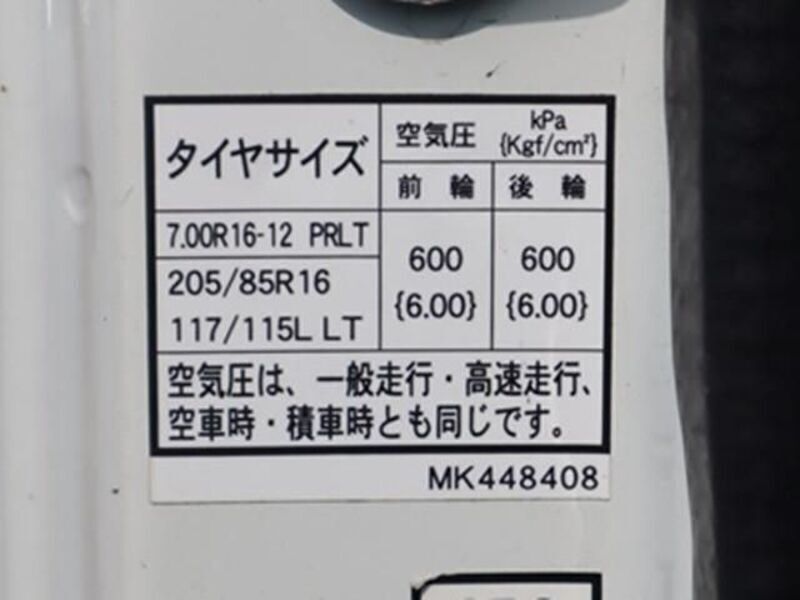 タイヤサイズ
空気圧 kPa
{Kgf/cm²}
前輪 後輪
7.00R16-12 PRLT
205/85R16
117/115L LT
600 600
{6.00} {6.00}
空気圧は、一般走行・高速走行、
空車時・積車時とも同じです。
MK448408